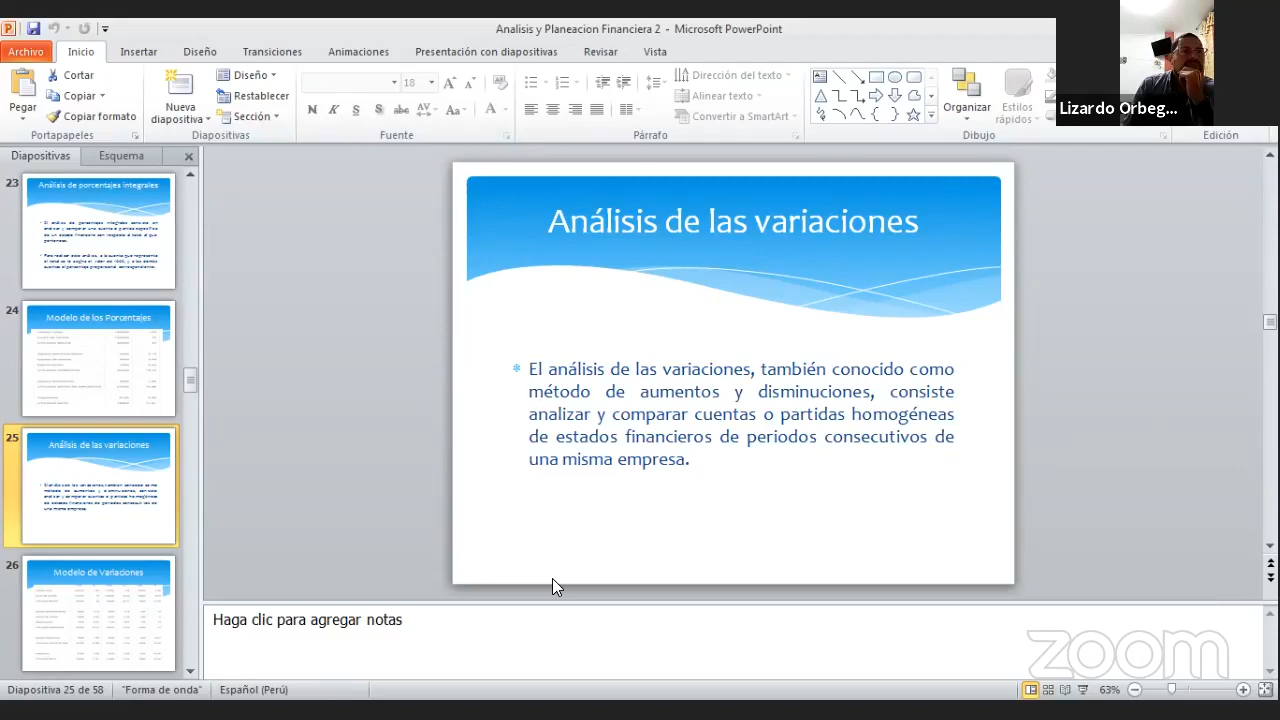 Analisis y Planeacion Financiera 2 - Microsoft PowerPoint
Archivo Inicio Insertar Diseño Transiciones Animaciones Presentación con diapositivas Revisar Vista
Pegar
Cortar
Copiar
Copiar formato
Portapapeles
Nueva
diapositiva
Diseño
Restablecer
Sección
Diapositivas
18
N K S S abc AV Aa A
Fuente
Dirección del texto
Alinear texto
Convertir a SmartArt
Párrafo
Organizar
Estilos
rápidos
Dibujo
Edición
Lizardo Orbeg...
Diapositivas Esquema
23
Análisis de porcentajes integrales
24
Modelo de los Porcentajes
25
Análisis de las variaciones
26
Modelo de Variaciones
Análisis de las variaciones
* El análisis de las variaciones, también conocido como
método de aumentos y disminuciones, consiste
analizar y comparar cuentas o partidas homogéneas
de estados financieros de periodos consecutivos de
una misma empresa.
Haga clic para agregar notas
zoom
Diapositiva 25 de 58 "Forma de onda" Español (Perú) 63%